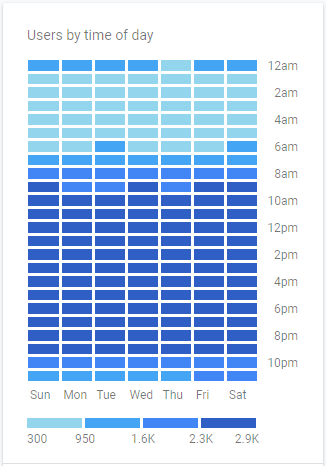 Users by time of day
12am
2am
4am
6am
8am
10am
12pm
2pm
4pm
6pm
8pm
10pm
Sun Mon Tue Wed Thu Fri Sat
300 950 1.6K 2.3K 2.9K